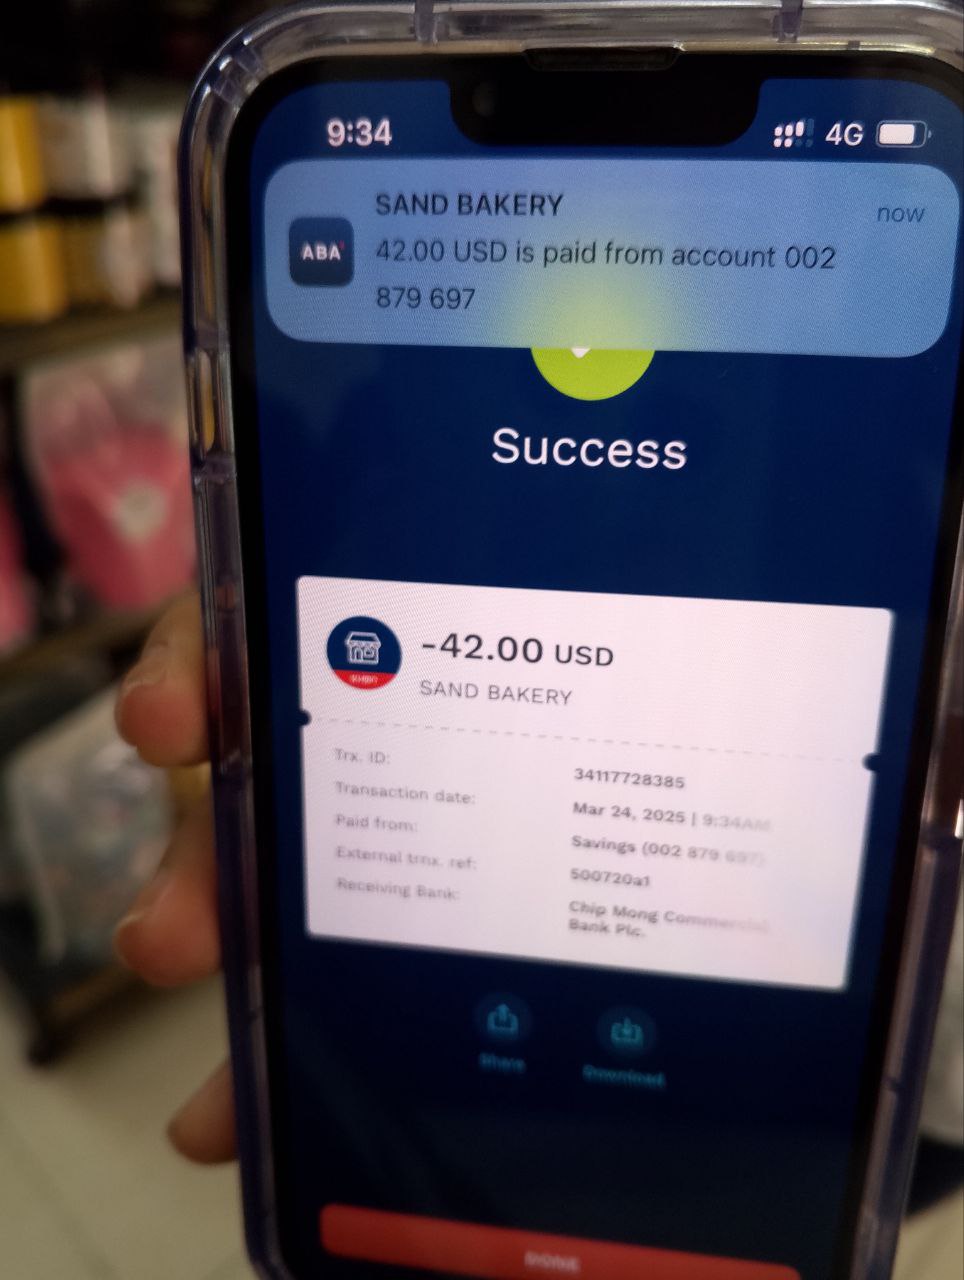 9:34
4G
SAND BAKERY
now
ABA'
42.00 USD is paid from account 002
879 697
Success
-42.00 USD
SAND BAKERY
Trx. ID:
34117728385
Transaction date:
Mar 24, 2025 | 9:34AM
Paid from:
Savings (002 879 697)
External trnx. ref:
500720a1
Receiving Bank:
Chip Mong Commercial
Bank Plc.
Share
Download
DONE